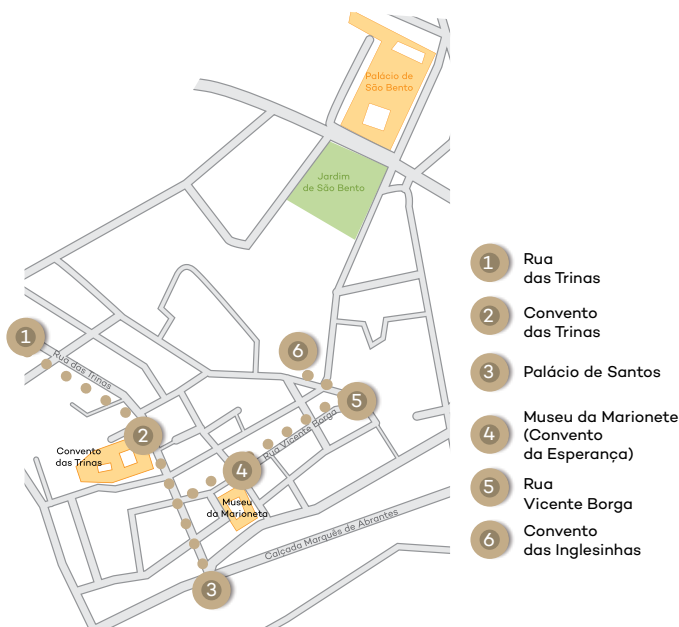 Palácio de
São Bento
Jardim
de São Bento
1
Rua das Trinas
6
5
2
Rua Vicente Borga
Convento
das Trinas
4
Museu
da Marioneta
Calçada Marquês de Abrantes
3
1 Rua
das Trinas
2 Convento
das Trinas
3 Palácio de Santos
4 Museu da Marionete
(Convento
da Esperança)
5 Rua
Vicente Borga
6 Convento
das Inglesinhas